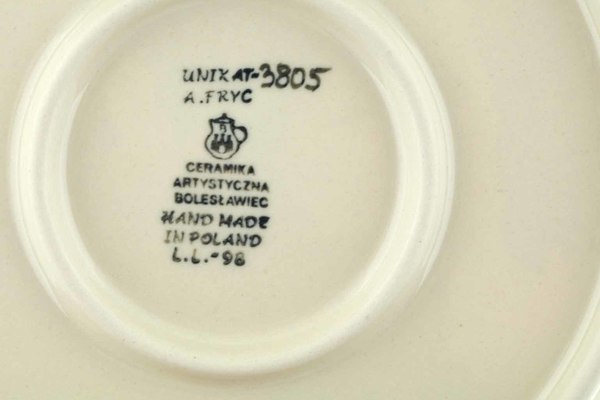 UNIKAT-3805
A.FRYC
CERAMIKA
ARTYSTYCZNA
BOLESŁAWIEC
HAND MADE
IN POLAND
L.L.-98